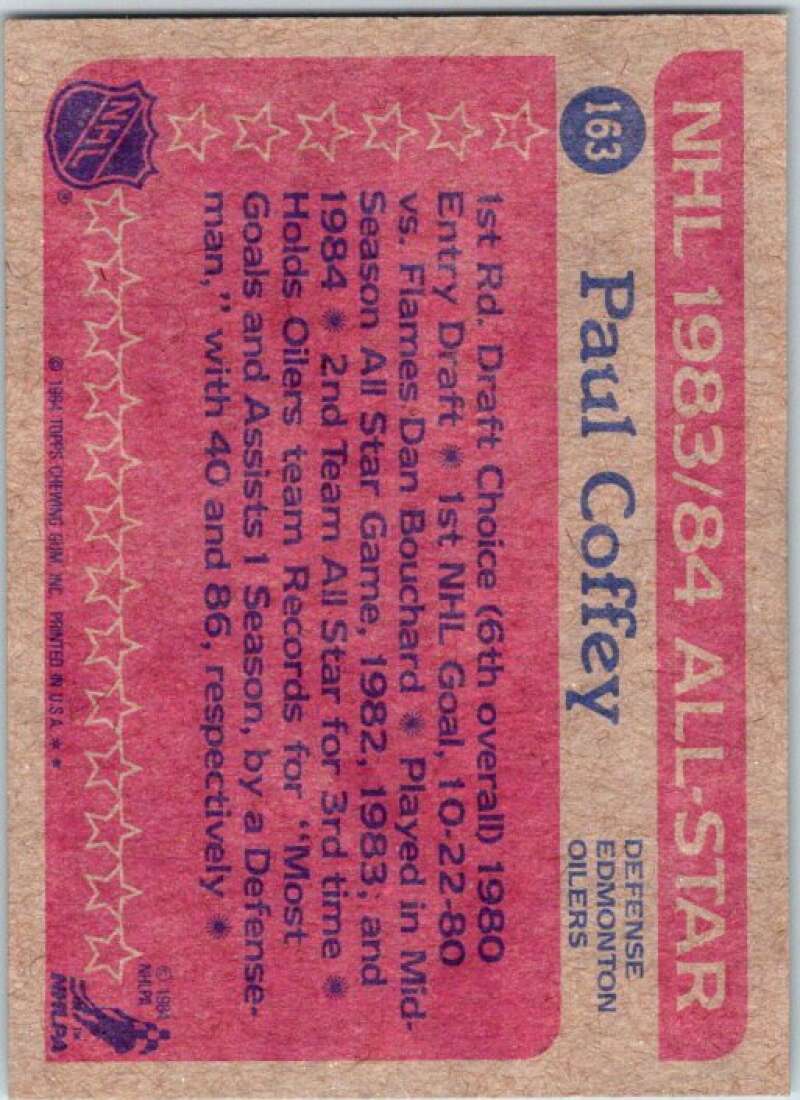 NHL 1983/84 ALL-STAR
163
Paul Coffey
DEFENSE
EDMONTON
OILERS
1st Rd. Draft Choice (6th overall) 1980
Entry Draft ✺ 1st NHL Goal, 10-22-80
vs. Flames Dan Bouchard ✺ Played in Mid-
Season All Star Game, 1982, 1983, and
1984 ✺ 2nd Team All Star for 3rd time ✺
Holds Oilers team Records for "Most
Goals and Assists 1 Season, by a Defense-
man," with 40 and 86, respectively ✺
NHL
®
© 1984 TOPPS CHEWING GUM, INC. PRINTED IN U.S.A. * *
© 1984
NHLPA
TM
NHLPA